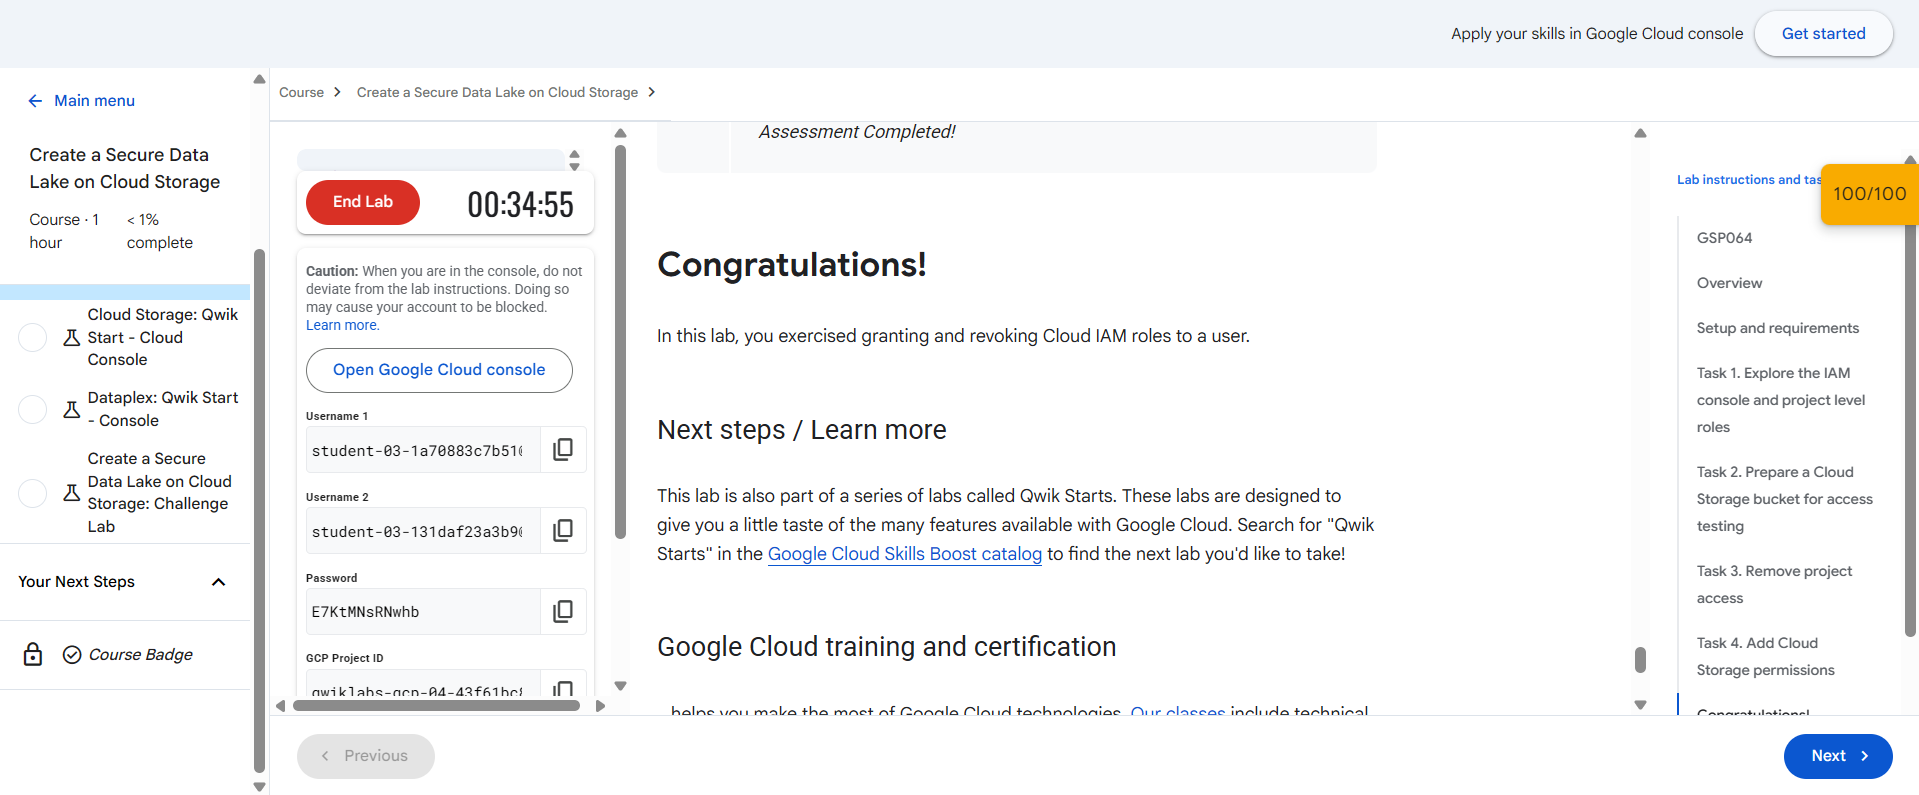 Apply your skills in Google Cloud console
Get started
Main menu
Create a Secure Data
Lake on Cloud Storage
Course · 1
hour
< 1%
complete
Cloud Storage: Qwik
Start - Cloud
Console
Dataplex: Qwik Start
- Console
Create a Secure
Data Lake on Cloud
Storage: Challenge
Lab
Your Next Steps
Course Badge
Course
Create a Secure Data Lake on Cloud Storage
End Lab
00:34:55
Caution: When you are in the console, do not
deviate from the lab instructions. Doing so
may cause your account to be blocked.
Learn more.
Open Google Cloud console
Username 1
student-03-1a70883c7b51
Username 2
student-03-131daf23a3b9
Password
E7KtMNsRNwhb
GCP Project ID
qwiklabs-gcp-04-43f61bc
Assessment Completed!
Congratulations!
In this lab, you exercised granting and revoking Cloud IAM roles to a user.
Next steps / Learn more
This lab is also part of a series of labs called Qwik Starts. These labs are designed to
give you a little taste of the many features available with Google Cloud. Search for "Qwik
Starts" in the Google Cloud Skills Boost catalog to find the next lab you'd like to take!
Google Cloud training and certification
...helps you make the most of Google Cloud technologies. Our classes include technical
Lab instructions and tas
100/100
GSP064
Overview
Setup and requirements
Task 1. Explore the IAM
console and project level
roles
Task 2. Prepare a Cloud
Storage bucket for access
testing
Task 3. Remove project
access
Task 4. Add Cloud
Storage permissions
Congratulations!
Previous
Next